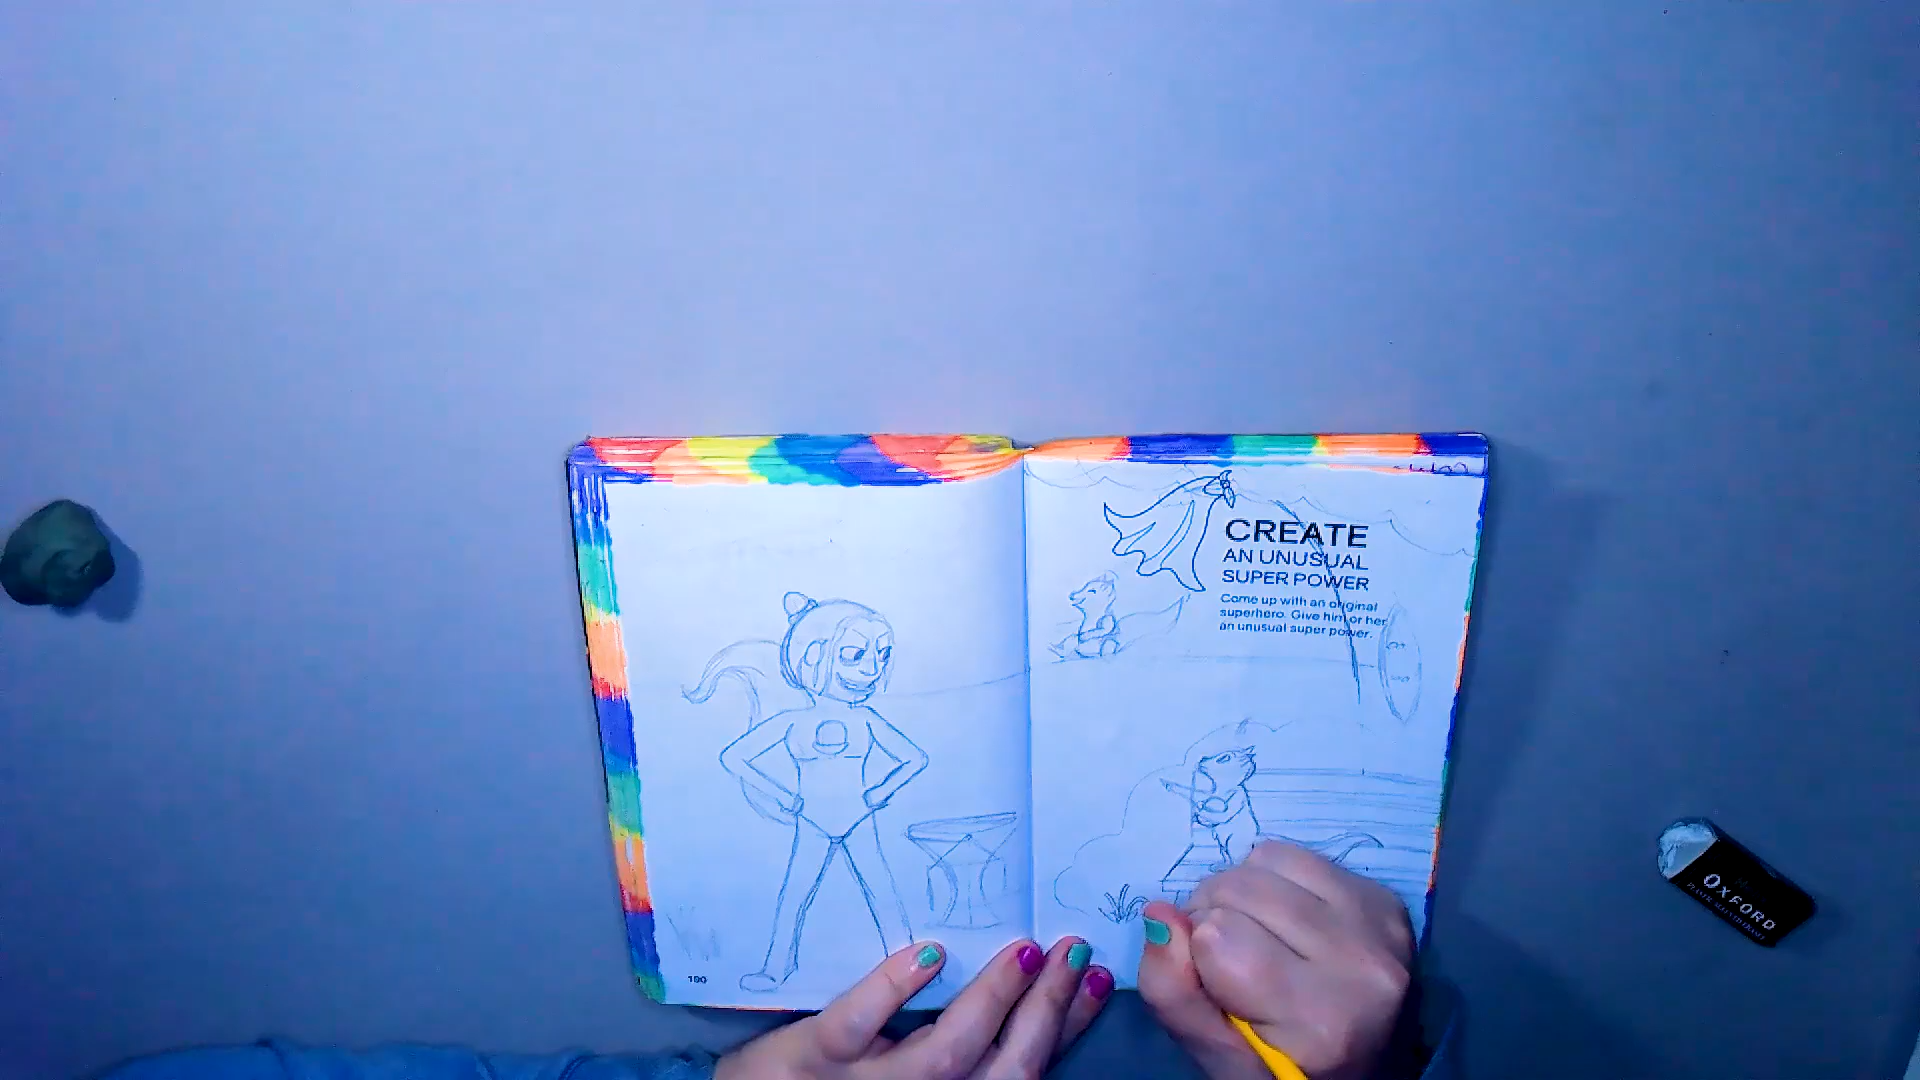 CREATE
AN UNUSUAL
SUPER POWER
Come up with an original
superhero. Give him or her
an unusual super power.
190
OXFORD